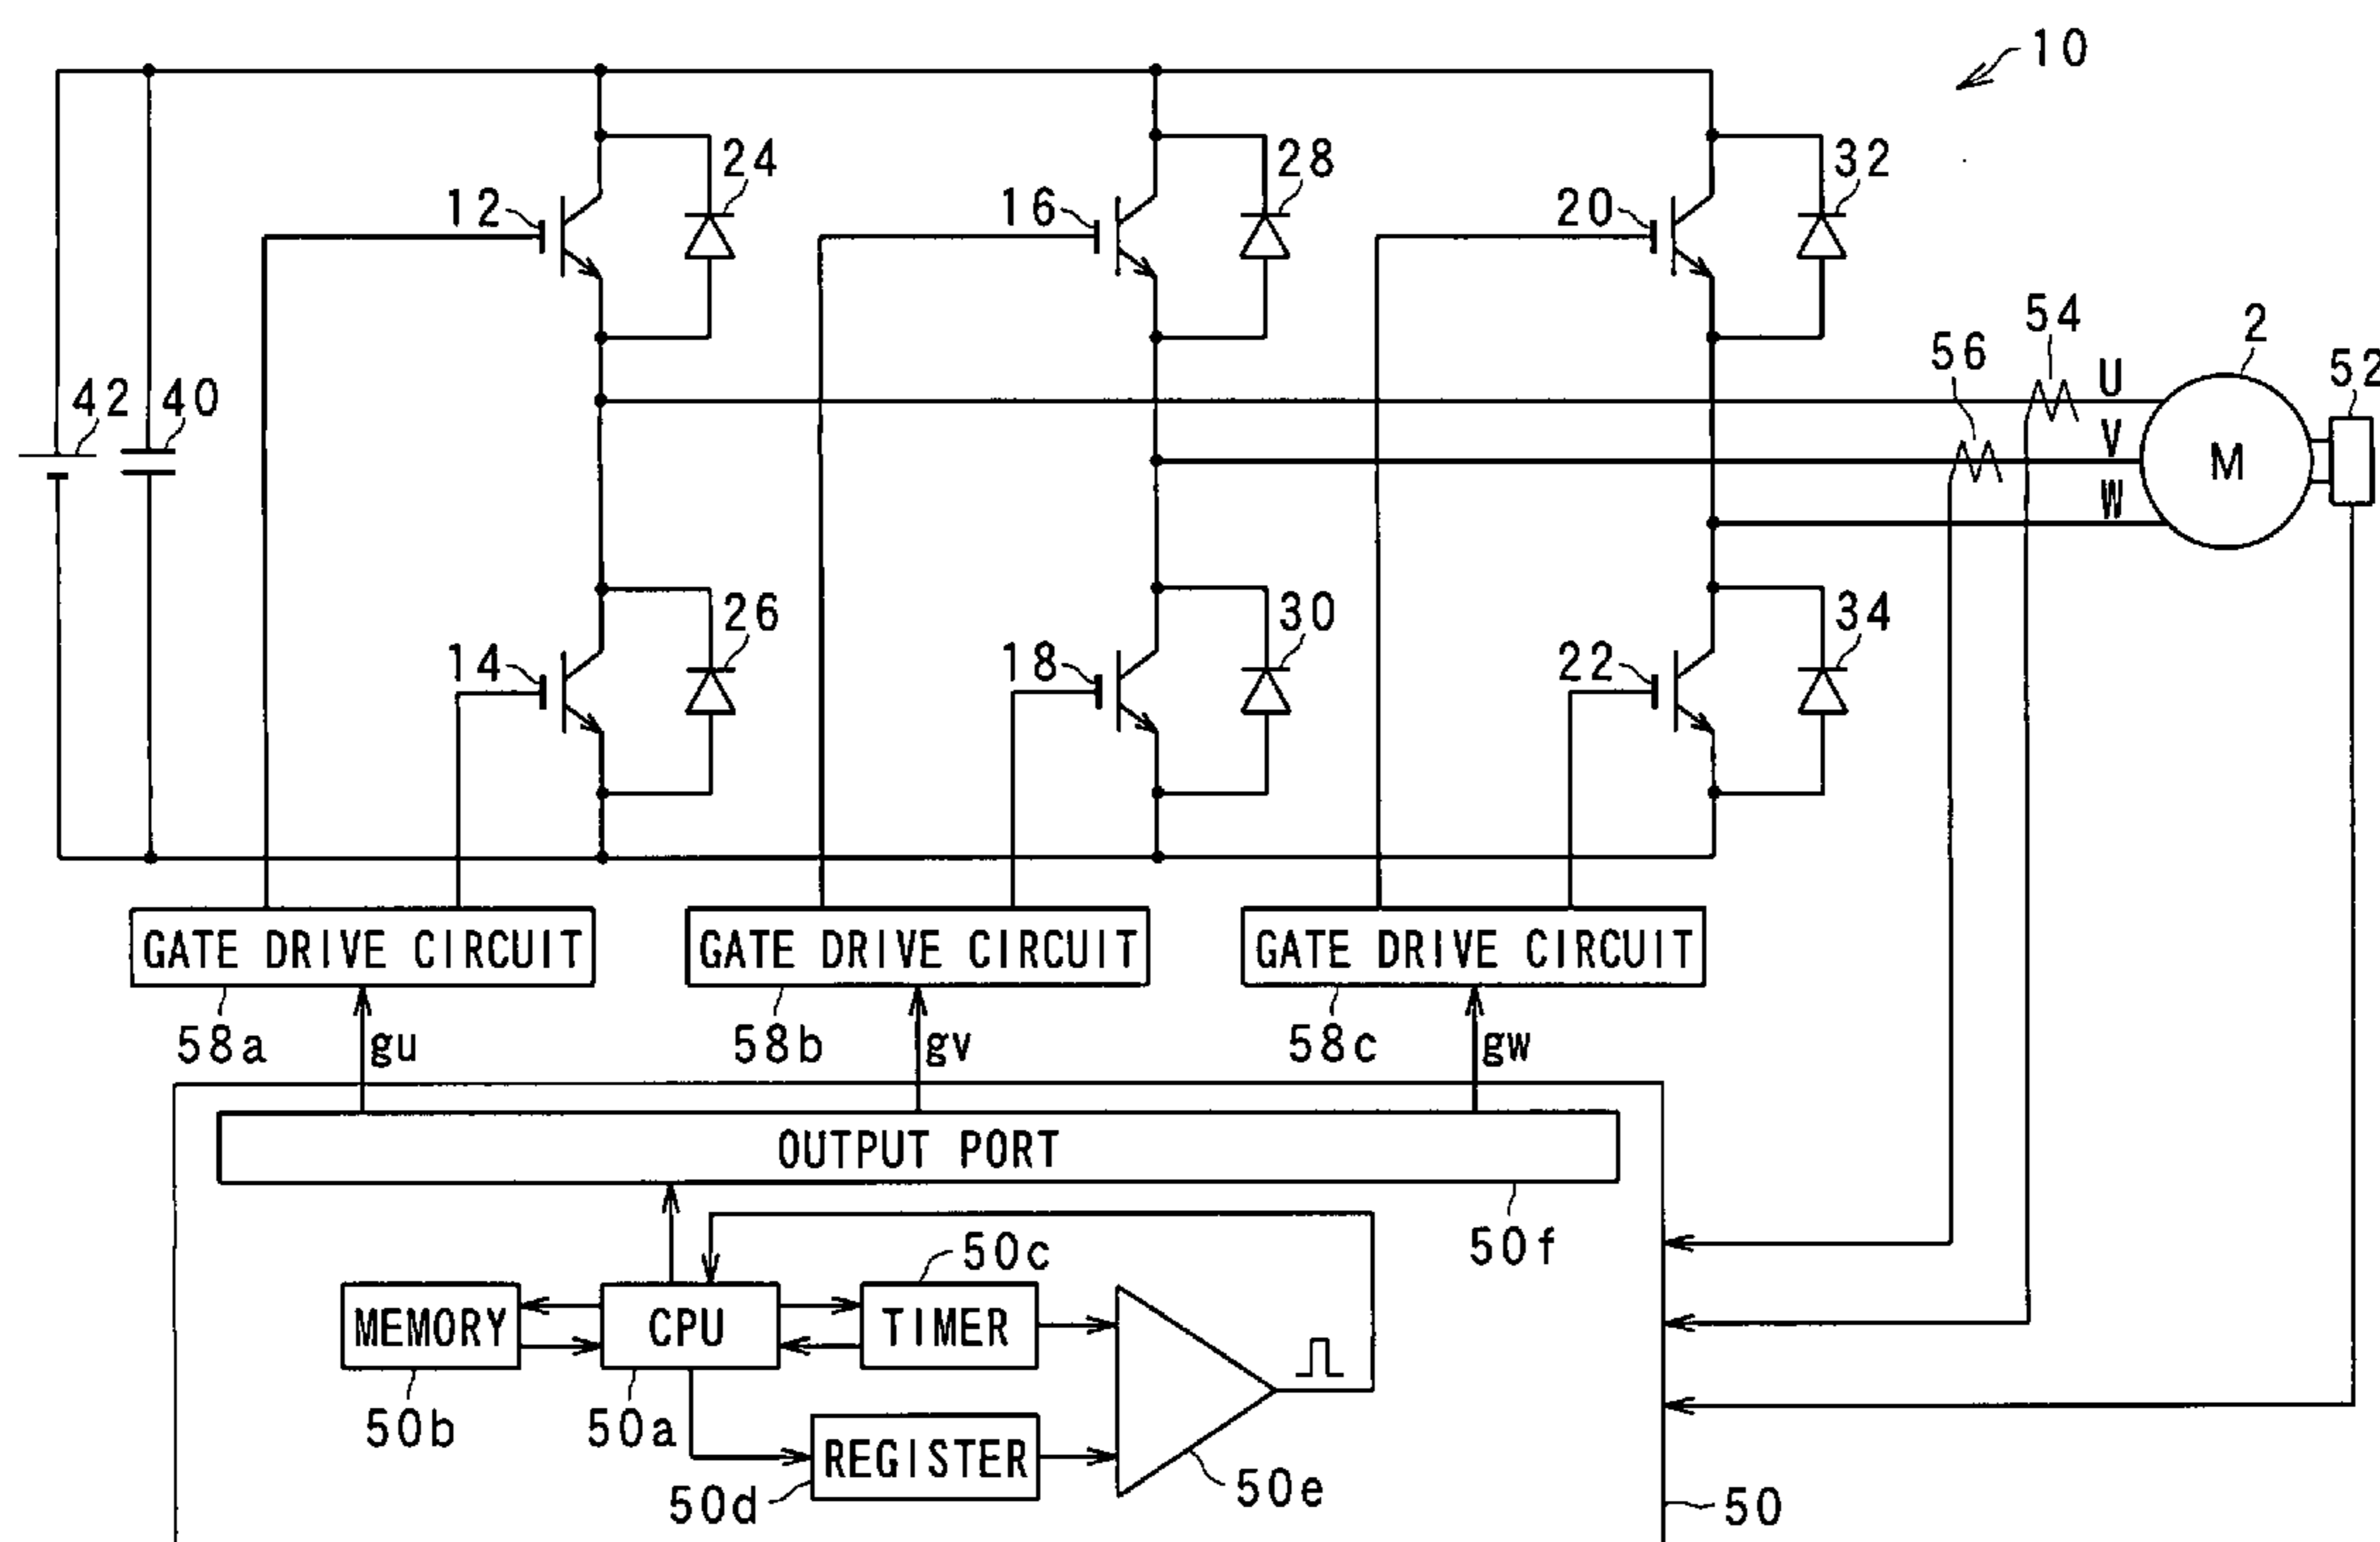 10
24
28
32
12
16
20
54
2
56
52
U
42
40
V
M
W
26
30
34
14
18
22
GATE DRIVE CIRCUIT
GATE DRIVE CIRCUIT
GATE DRIVE CIRCUIT
58a
gu
58b
gv
58c
gw
OUTPUT PORT
50c
50f
MEMORY
CPU
TIMER
50b
50a
REGISTER
50d
50e
50